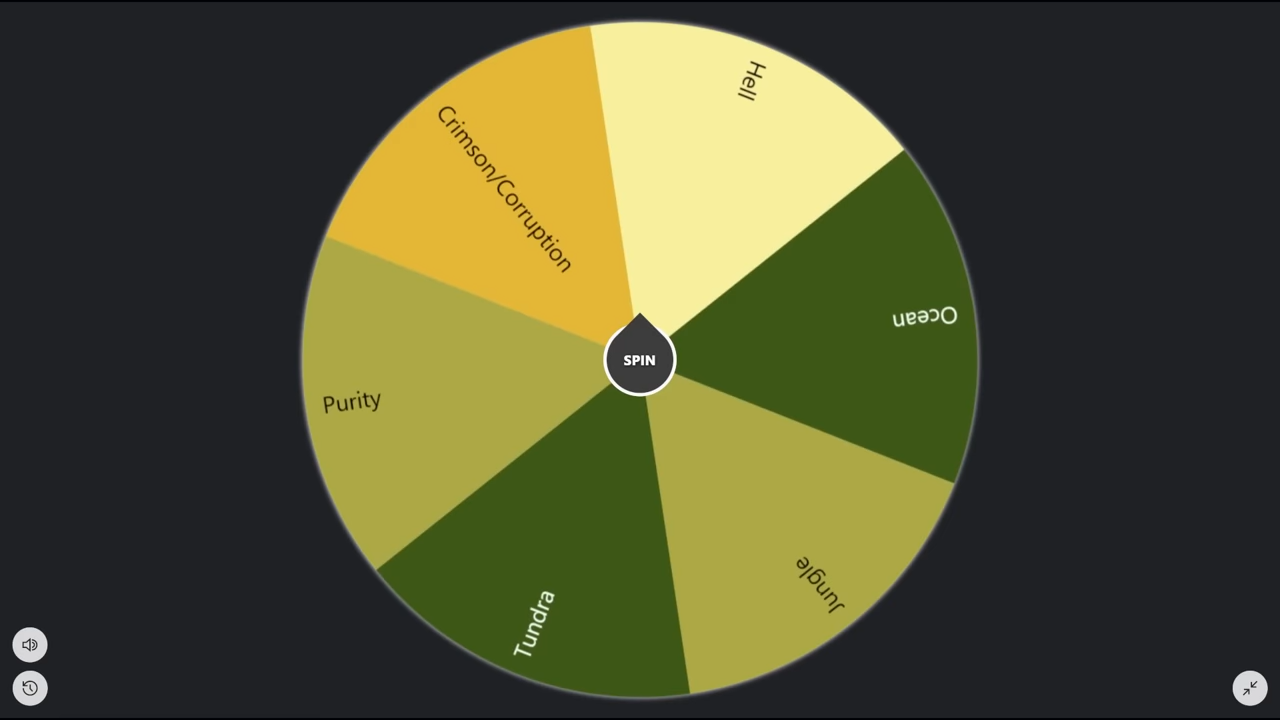 Hell
Crimson/Corruption
Ocean
SPIN
Purity
Jungle
Tundra